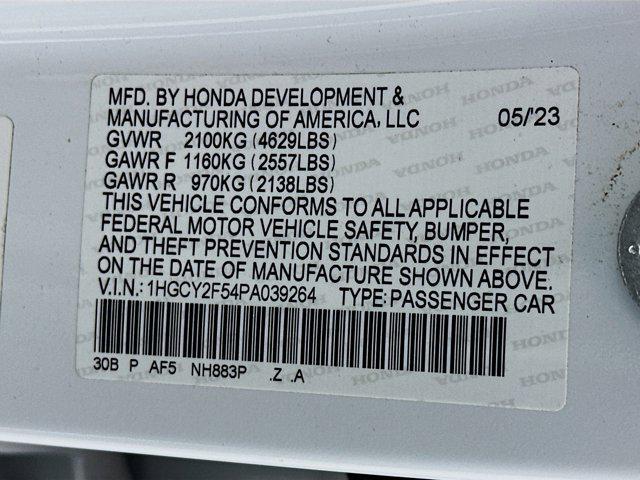 MFD. BY HONDA DEVELOPMENT &
MANUFACTURING OF AMERICA, LLC 05/'23
GVWR 2100KG (4629LBS)
GAWR F 1160KG (2557LBS)
GAWR R 970KG (2138LBS)
THIS VEHICLE CONFORMS TO ALL APPLICABLE
FEDERAL MOTOR VEHICLE SAFETY, BUMPER,
AND THEFT PREVENTION STANDARDS IN EFFECT
ON THE DATE OF MANUFACTURE SHOWN ABOVE.
V.I.N.: 1HGCY2F54PA039264 TYPE: PASSENGER CAR
30B P AF5 NH883P .Z .A